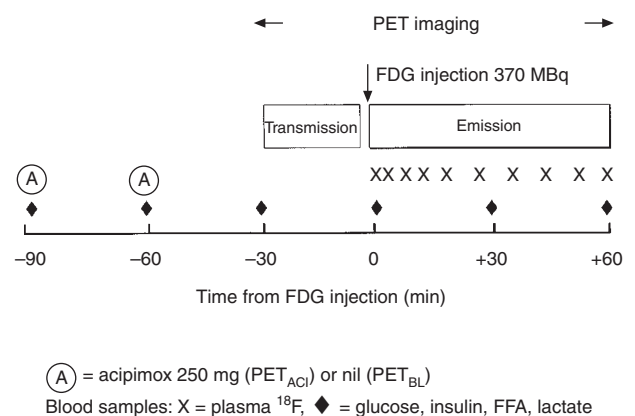 PET imaging
FDG injection 370 MBq
Transmission Emission
A A XX X X X X X X X X
–90 –60 –30 0 +30 +60
Time from FDG injection (min)
A = acipimox 250 mg (PET_ACI) or nil (PET_BL)
Blood samples: X = plasma ¹⁸F, ♦ = glucose, insulin, FFA, lactate